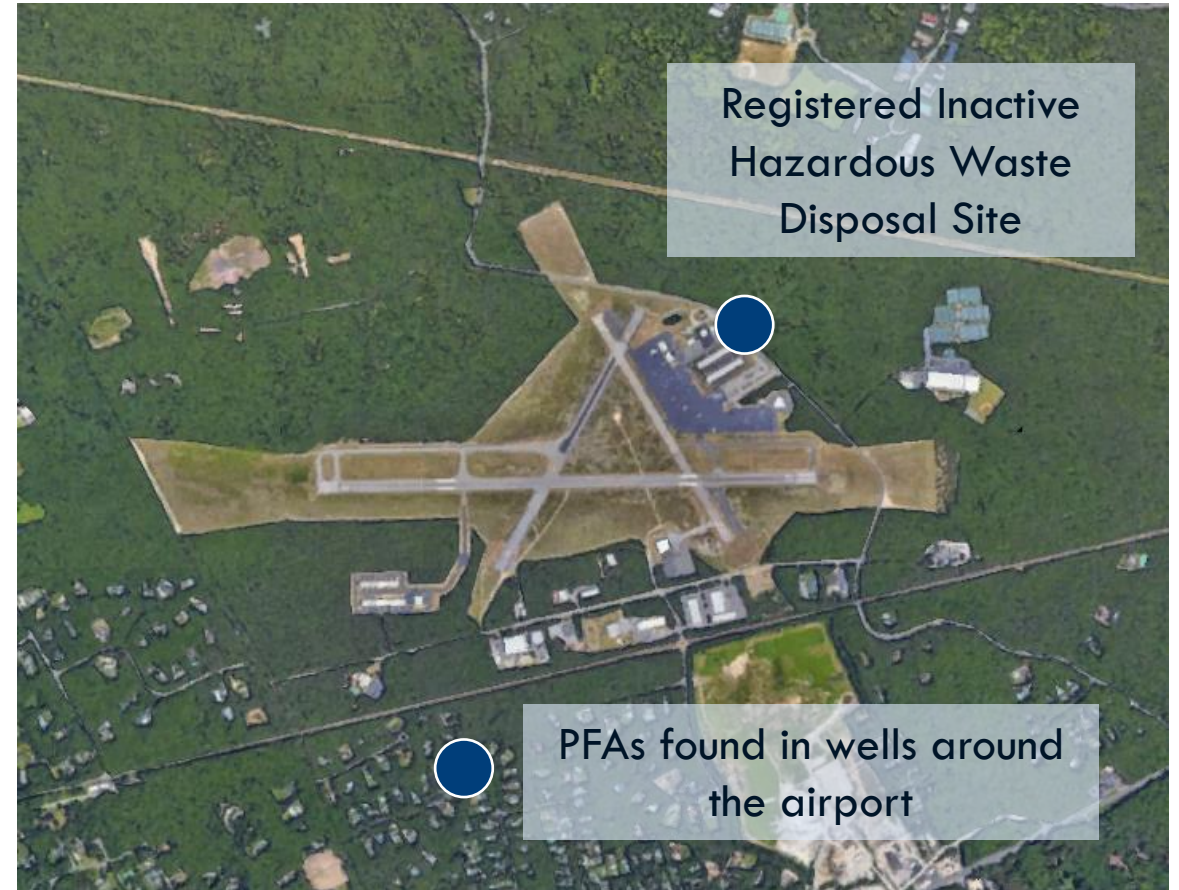 Registered Inactive
Hazardous Waste
Disposal Site
PFAs found in wells around
the airport